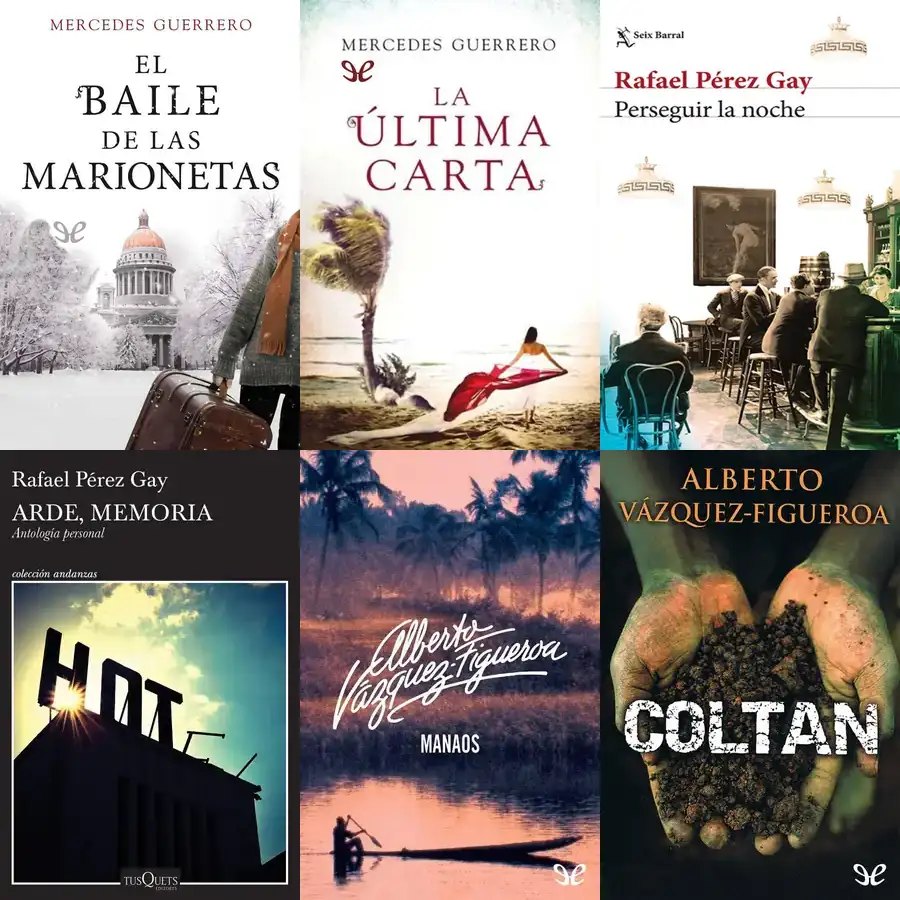 MERCEDES GUERRERO
EL
BAILE
DE LAS
MARIONETAS
MERCEDES GUERRERO
LA
ÚLTIMA
CARTA
Seix Barral
Rafael Pérez Gay
Perseguir la noche
Rafael Pérez Gay
ARDE, MEMORIA
Antología personal
colección andanzas
HOT
TUSQUETS
EDITORES
Alberto
Vázquez-Figueroa
MANAOS
ALBERTO
VÁZQUEZ-FIGUEROA
COLTAN